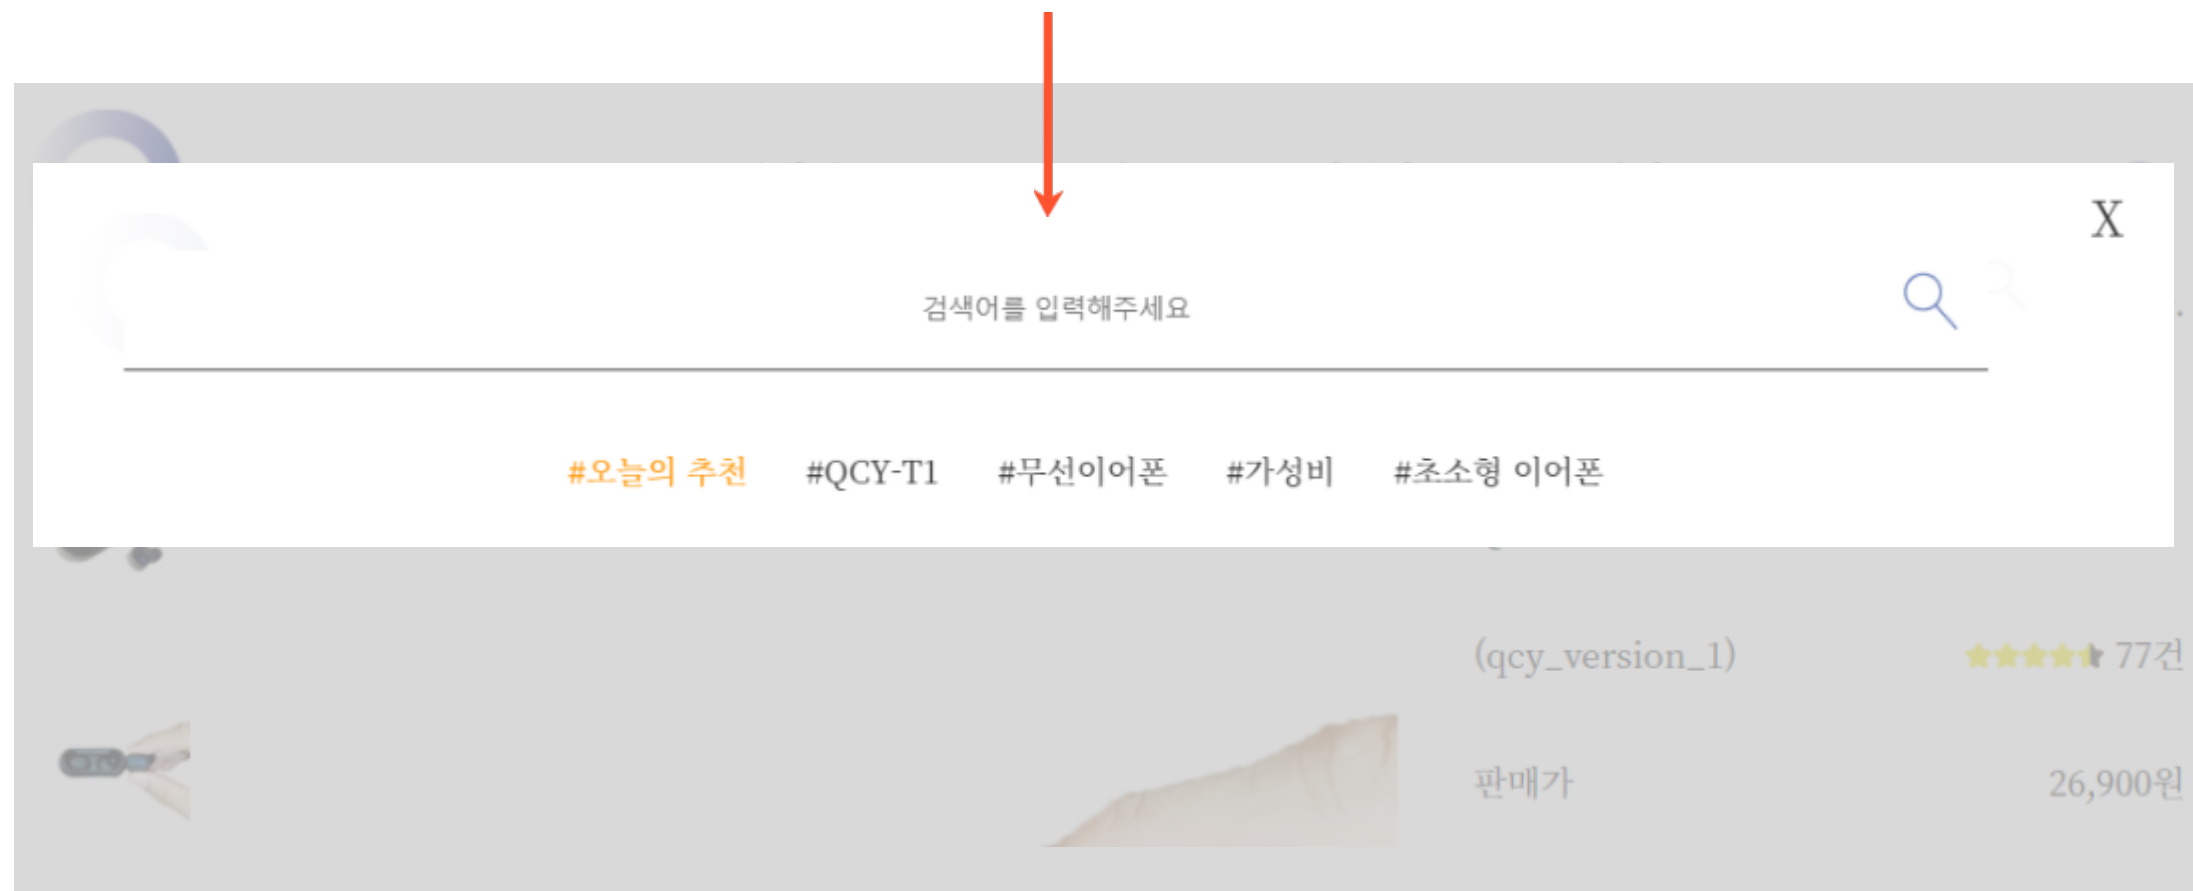 X
검색어를 입력해주세요
#오늘의 추천 #QCY-T1 #무선이어폰 #가성비 #초소형 이어폰
(qcy_version_1) 77건
판매가 26,900원